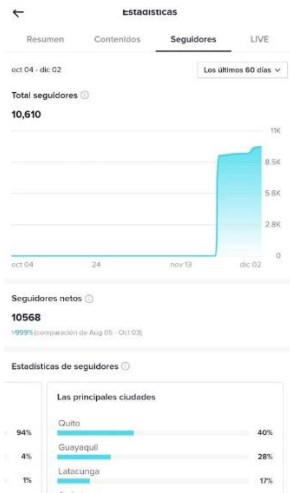 Estadísticas
Resumen Contenidos Seguidores LIVE
oct 04 - dic 02 Los últimos 60 días
Total seguidores
10,610
11K
8.5K
5.6K
2.8K
0
oct 04 24 nov 13 dic 02
Seguidores netos
10568
+999% (comparación de Aug 05 - Oct 03)
Estadísticas de seguidores
Las principales ciudades
Quito
94% 40%
Guayaquil
4% 28%
Latacunga
1% 17%